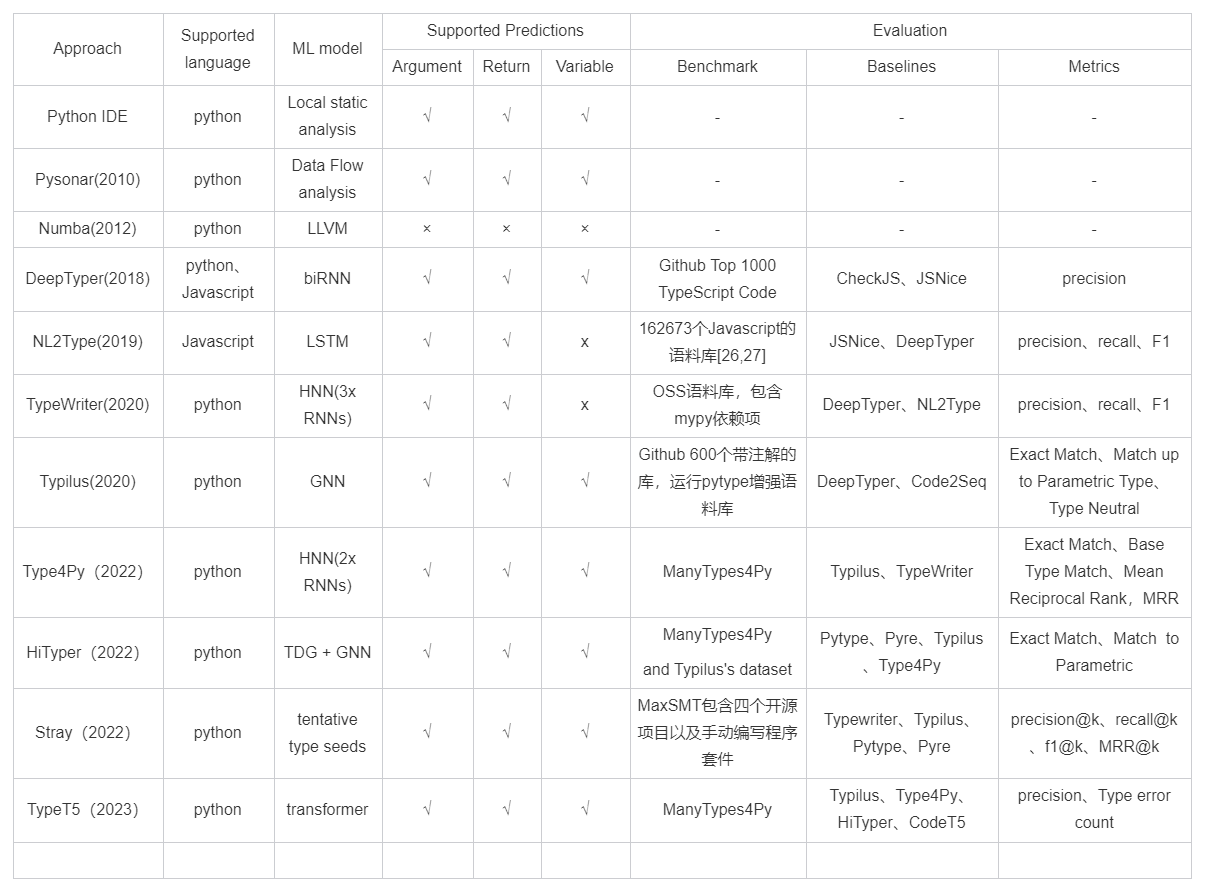 Approach
Supported
language
ML model
Supported Predictions
Evaluation
Argument
Return
Variable
Benchmark
Baselines
Metrics
Python IDE
python
Local static
analysis
√
√
√
-
-
-
Pysonar(2010)
python
Data Flow
analysis
√
√
√
-
-
-
Numba(2012)
python
LLVM
×
×
×
-
-
-
DeepTyper(2018)
python、
Javascript
biRNN
√
√
√
Github Top 1000
TypeScript Code
CheckJS、JSNice
precision
NL2Type(2019)
Javascript
LSTM
√
√
x
162673个Javascript的
语料库[26,27]
JSNice、DeepTyper
precision、recall、F1
TypeWriter(2020)
python
HNN(3x
RNNs)
√
√
x
OSS语料库，包含
mypy依赖项
DeepTyper、NL2Type
precision、recall、F1
Typilus(2020)
python
GNN
√
√
√
Github 600个带注解的
库，运行pytype增强语
料库
DeepTyper、Code2Seq
Exact Match、Match up
to Parametric Type、
Type Neutral
Type4Py（2022）
python
HNN(2x
RNNs)
√
√
√
ManyTypes4Py
Typilus、TypeWriter
Exact Match、Base
Type Match、Mean
Reciprocal Rank，MRR
HiTyper（2022）
python
TDG + GNN
√
√
√
ManyTypes4Py
and Typilus's dataset
Pytype、Pyre、Typilus
、Type4Py
Exact Match、Match to
Parametric
Stray（2022）
python
tentative
type seeds
√
√
√
MaxSMT包含四个开源
项目以及手动编写程序
套件
Typewriter、Typilus、
Pytype、Pyre
precision@k、recall@k
、f1@k、MRR@k
TypeT5（2023）
python
transformer
√
√
√
ManyTypes4Py
Typilus、Type4Py、
HiTyper、CodeT5
precision、Type error
count